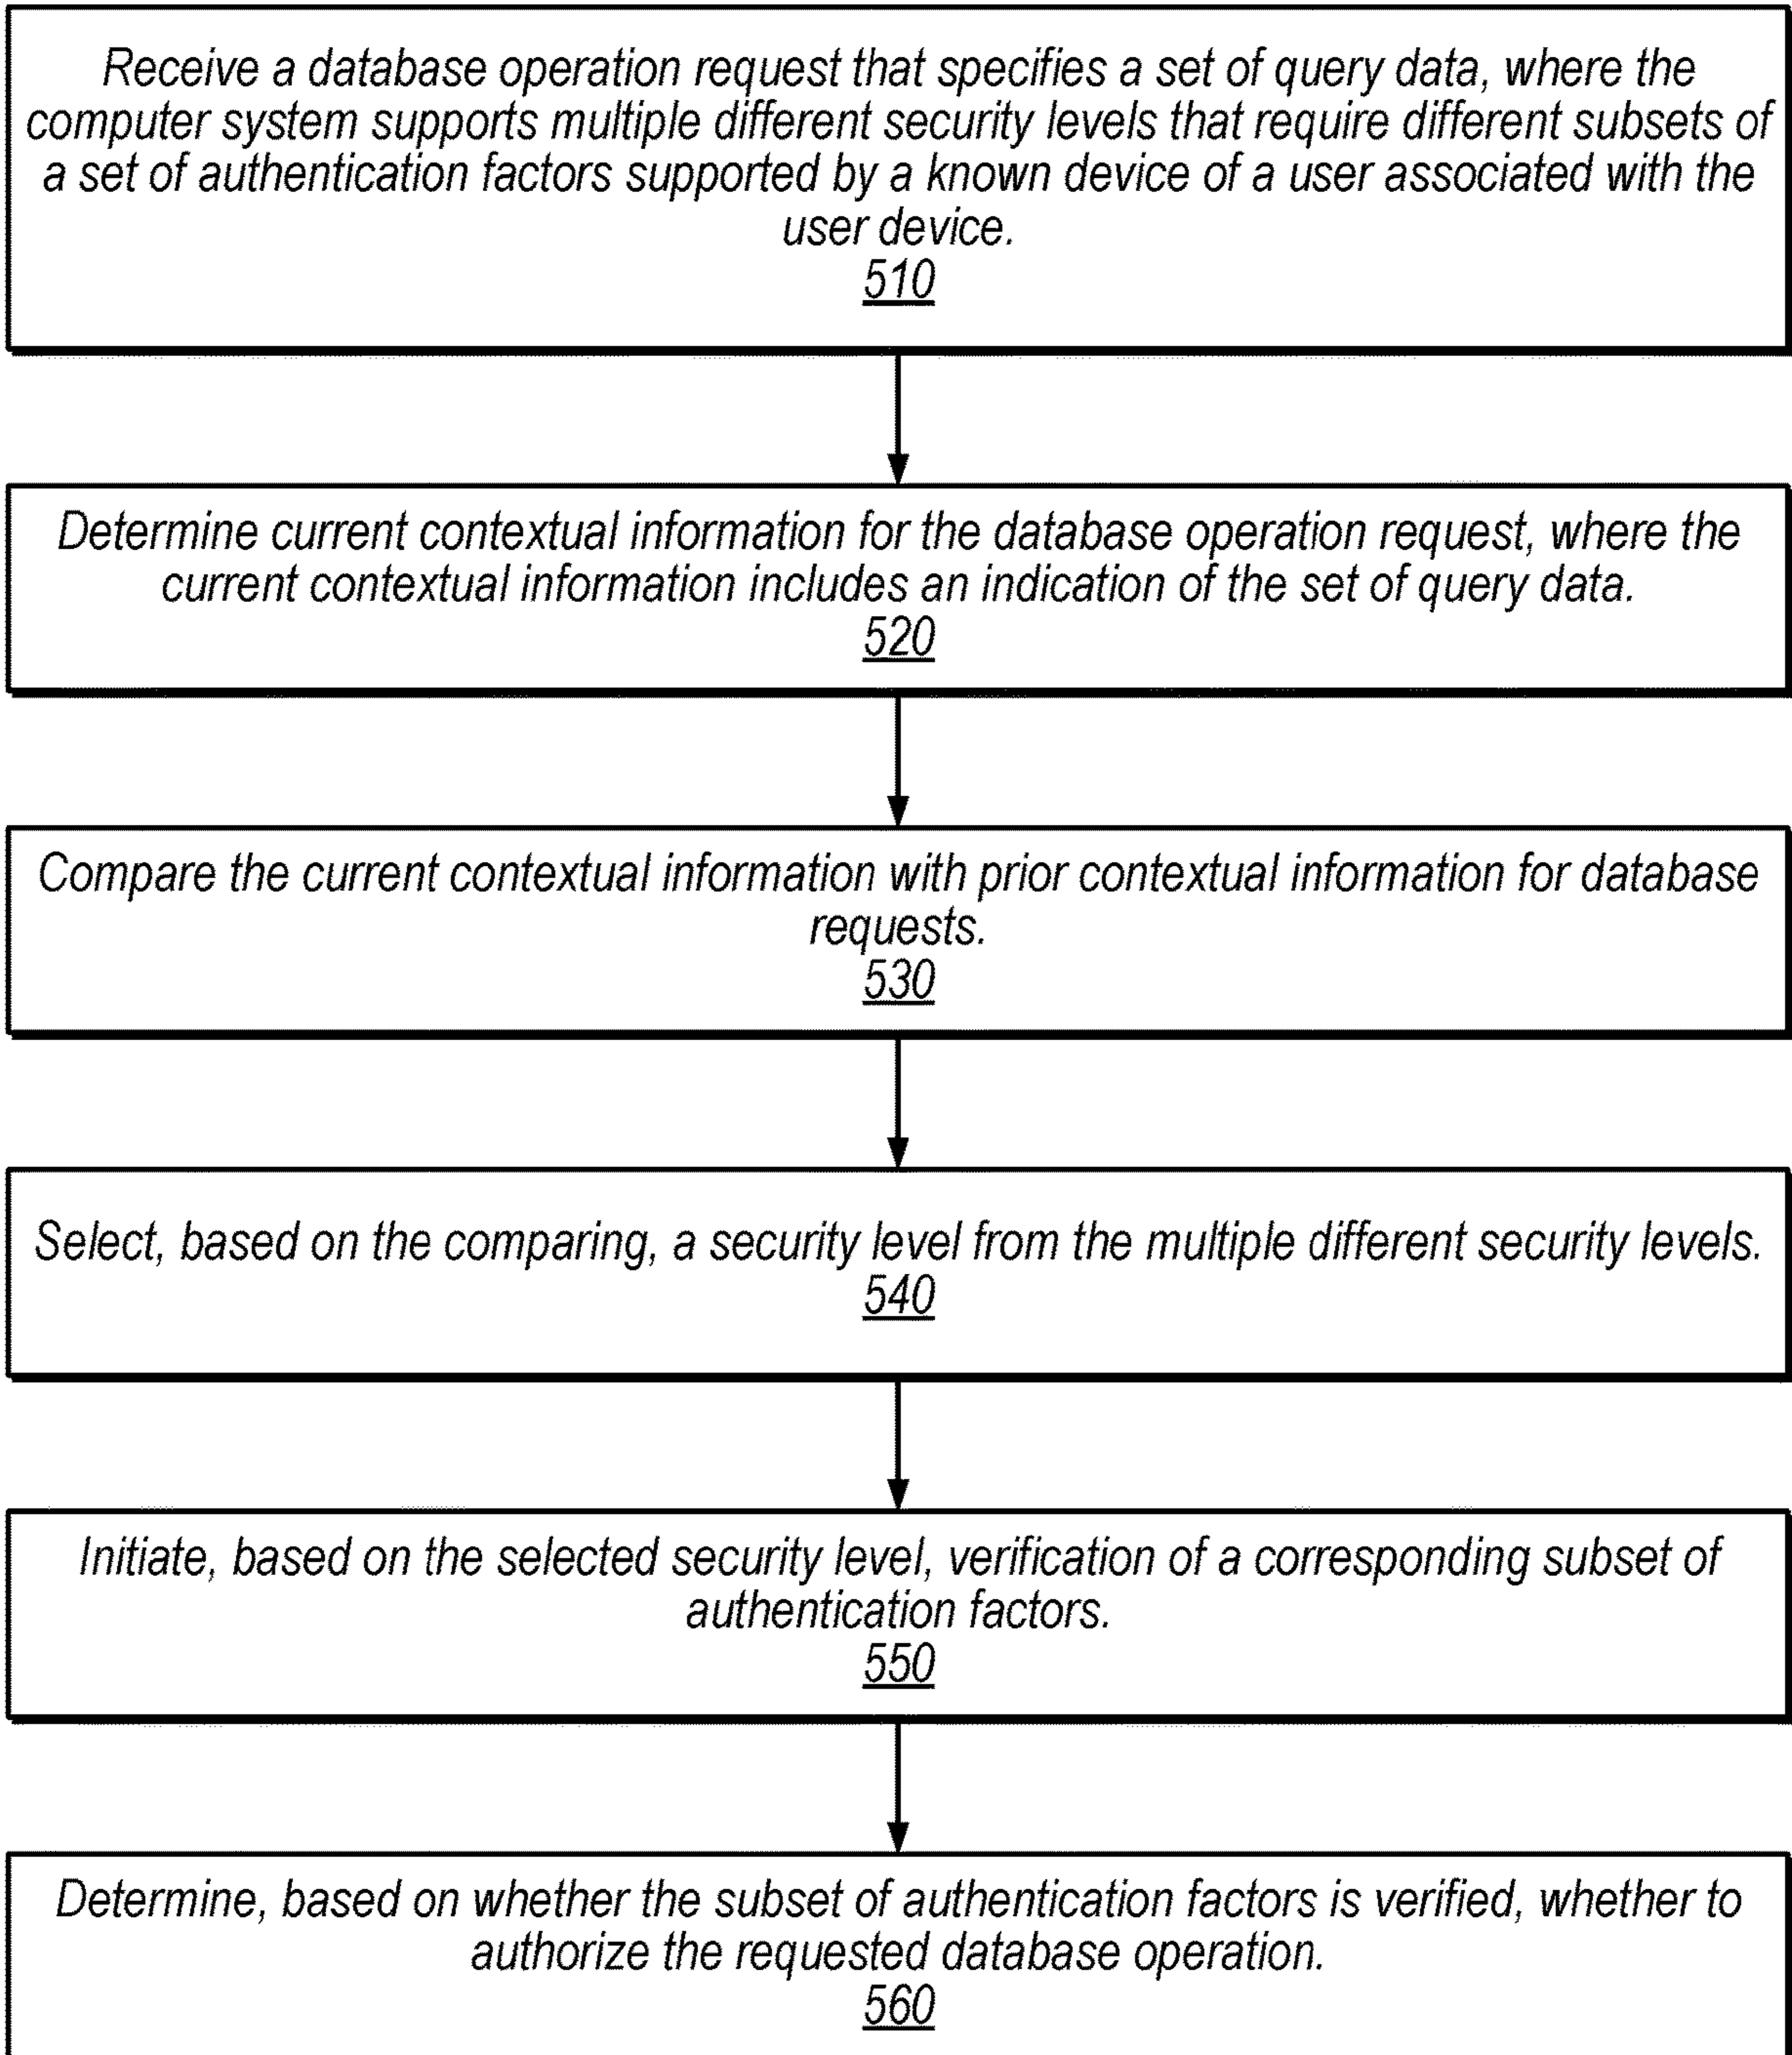 Receive a database operation request that specifies a set of query data, where the
computer system supports multiple different security levels that require different subsets of
a set of authentication factors supported by a known device of a user associated with the
user device.
510
Determine current contextual information for the database operation request, where the
current contextual information includes an indication of the set of query data.
520
Compare the current contextual information with prior contextual information for database
requests.
530
Select, based on the comparing, a security level from the multiple different security levels.
540
Initiate, based on the selected security level, verification of a corresponding subset of
authentication factors.
550
Determine, based on whether the subset of authentication factors is verified, whether to
authorize the requested database operation.
560